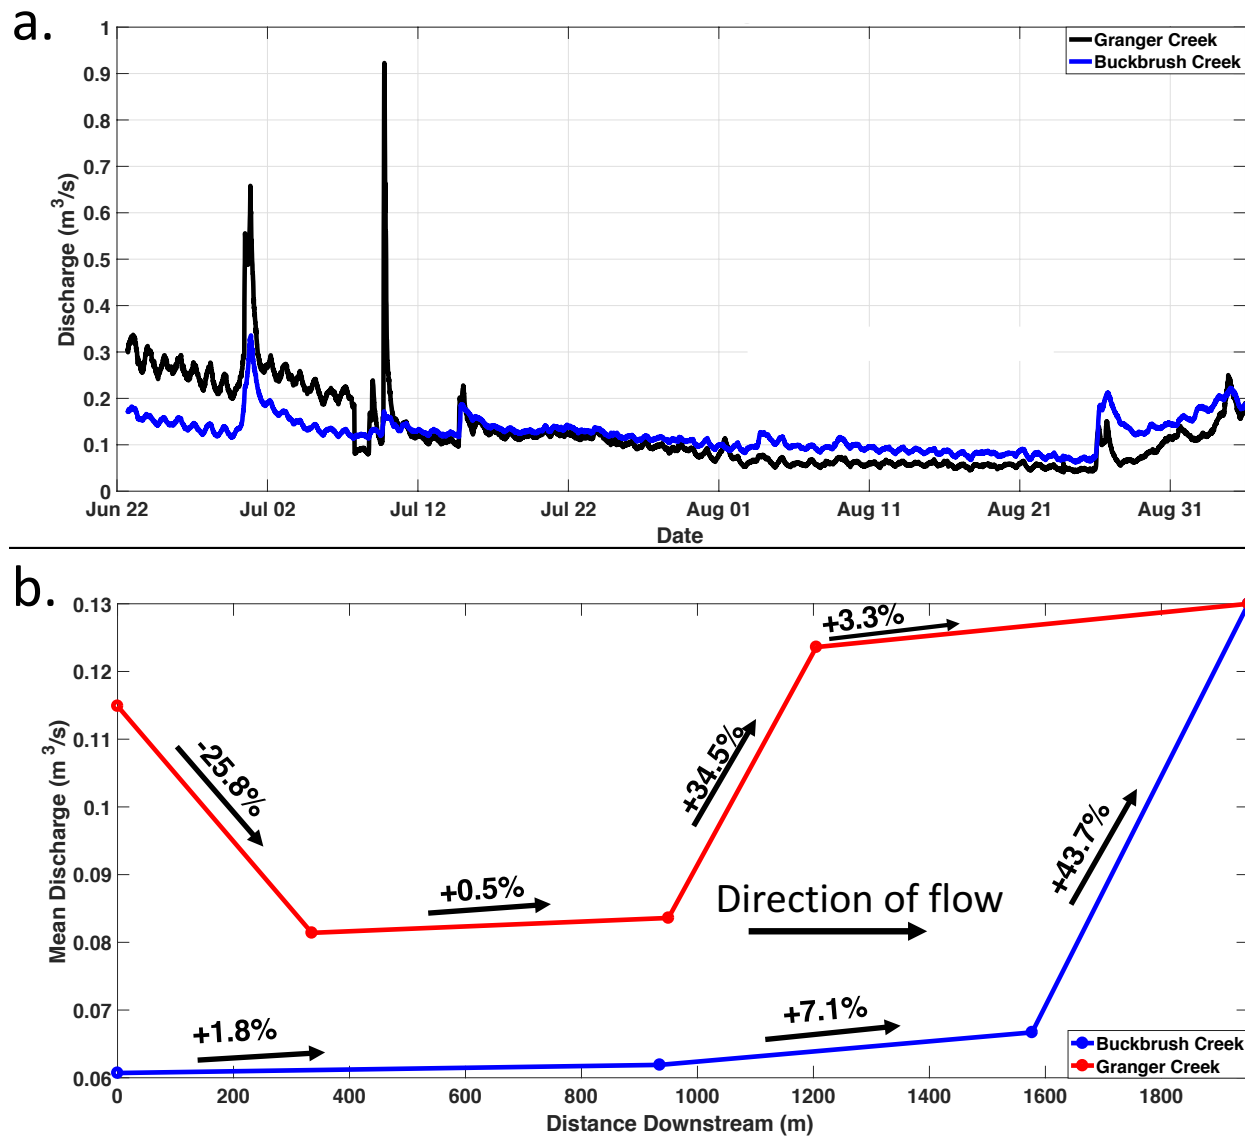 a.
1
0.9
0.8
0.7
0.6
0.5
0.4
0.3
0.2
0.1
0
Discharge (m³/s)
Granger Creek
Buckbrush Creek
Jun 22 Jul 02 Jul 12 Jul 22 Aug 01 Aug 11 Aug 21 Aug 31
Date
b.
0.13
0.12
0.11
0.1
0.09
0.08
0.07
0.06
Mean Discharge (m³/s)
-25.8%
+0.5%
+34.5%
+3.3%
Direction of flow
+1.8%
+7.1%
+43.7%
Buckbrush Creek
Granger Creek
0 200 400 600 800 1000 1200 1400 1600 1800
Distance Downstream (m)